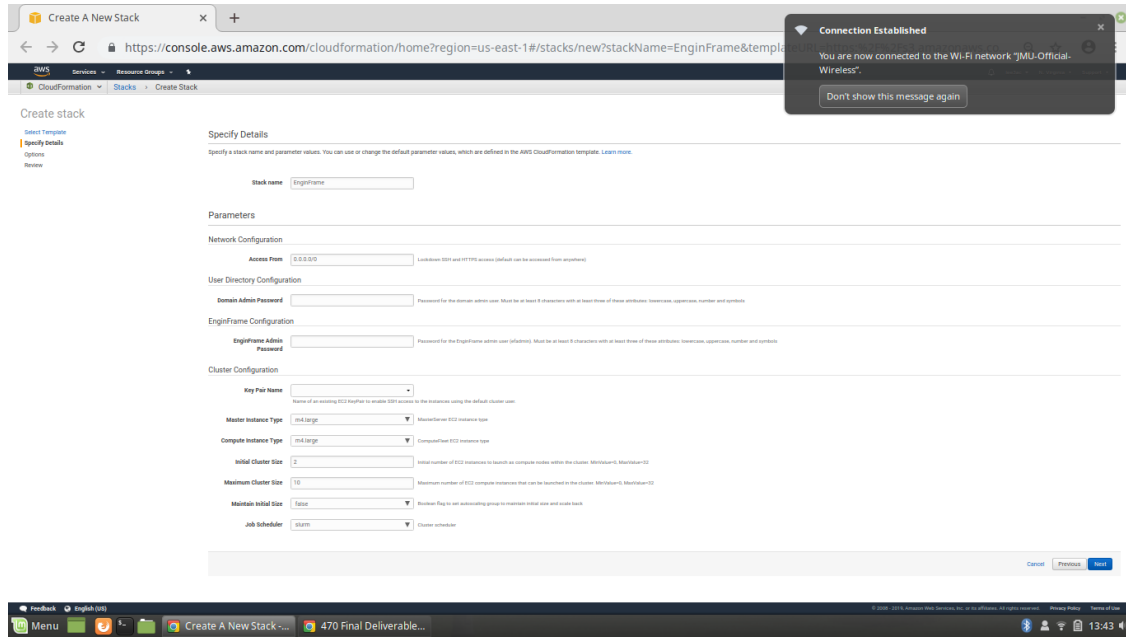 Create A New Stack × +
https://console.aws.amazon.com/cloudformation/home?region=us-east-1#/stacks/new?stackName=EnginFrame&templ
Connection Established ×
You are now connected to the Wi-Fi network "JMU-Official-
Wireless".
Don't show this message again
aws Services Resource Groups
CloudFormation Stacks > Create Stack
Create stack
Select Template
Specify Details
Options
Review
Specify Details
Specify a stack name and parameter values. You can use or change the default parameter values, which are defined in the AWS CloudFormation template. Learn more.
Stack name EnginFrame
Parameters
Network Configuration
Access From 0.0.0.0/0 Lockdown SSH and HTTPS access (default can be accessed from anywhere)
User Directory Configuration
Domain Admin Password Password for the domain admin user. Must be at least 8 characters with at least three of these attributes: lowercase, uppercase, number and symbols
EnginFrame Configuration
EnginFrame Admin Password Password for the EnginFrame admin user (efadmin). Must be at least 8 characters with at least three of these attributes: lowercase, uppercase, number and symbols
Cluster Configuration
Key Pair Name
Name of an existing EC2 KeyPair to enable SSH access to the instances using the default cluster user.
Master Instance Type m4.large MasterServer EC2 instance type
Compute Instance Type m4.large ComputeFleet EC2 instance type
Initial Cluster Size 2 Initial number of EC2 instances to launch as compute nodes within the cluster. MinValue=0, MaxValue=32
Maximum Cluster Size 10 Maximum number of EC2 compute instances that can be launched in the cluster. MinValue=0, MaxValue=32
Maintain Initial Size false Boolean flag to set autoscaling group to maintain initial size and scale back
Job Scheduler slurm Cluster scheduler
Cancel Previous Next
Feedback English (US) © 2008 - 2019, Amazon Web Services, Inc. or its affiliates. All rights reserved. Privacy Policy Terms of Use
Menu Create A New Stack -... 470 Final Deliverable... 13:43